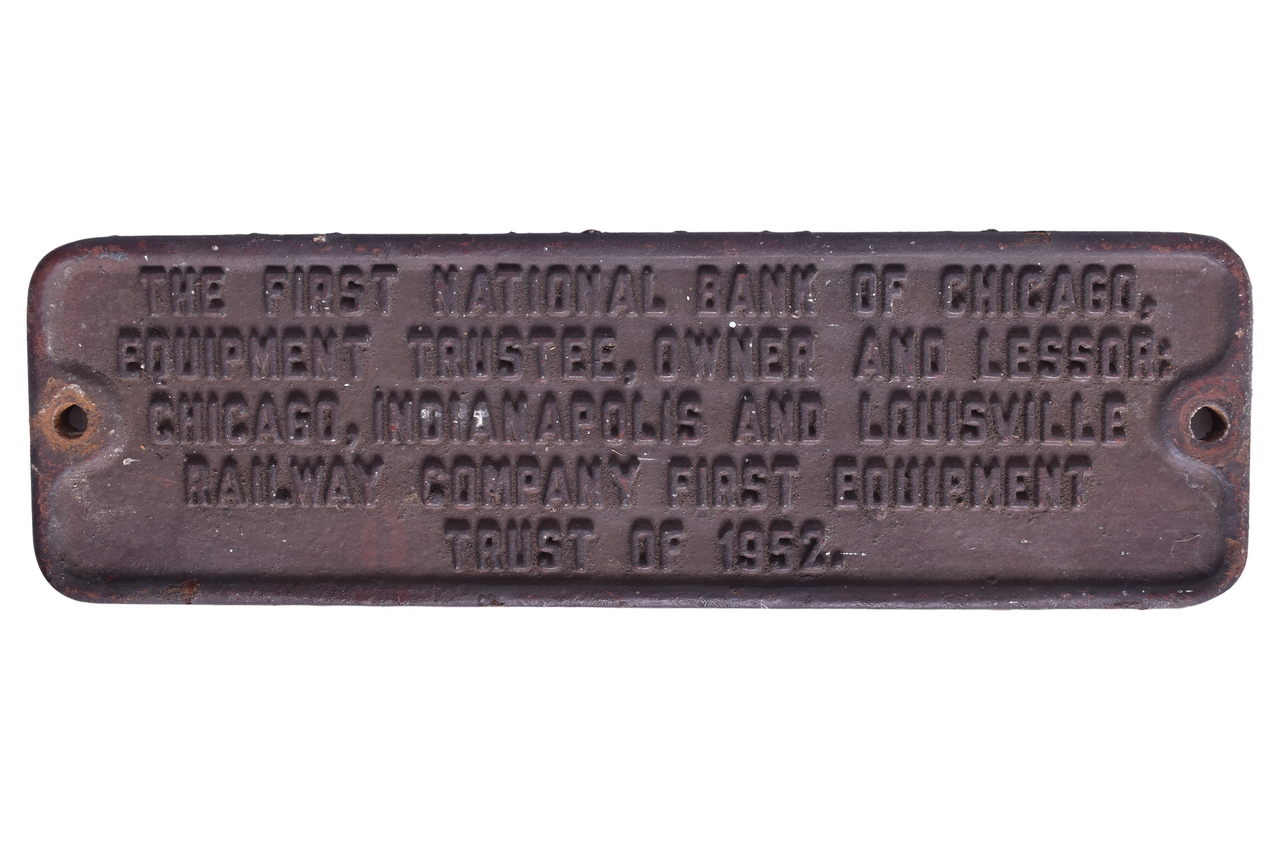 THE FIRST NATIONAL BANK OF CHICAGO,
EQUIPMENT TRUSTEE, OWNER AND LESSOR:
CHICAGO, INDIANAPOLIS AND LOUISVILLE
RAILWAY COMPANY FIRST EQUIPMENT
TRUST OF 1952.